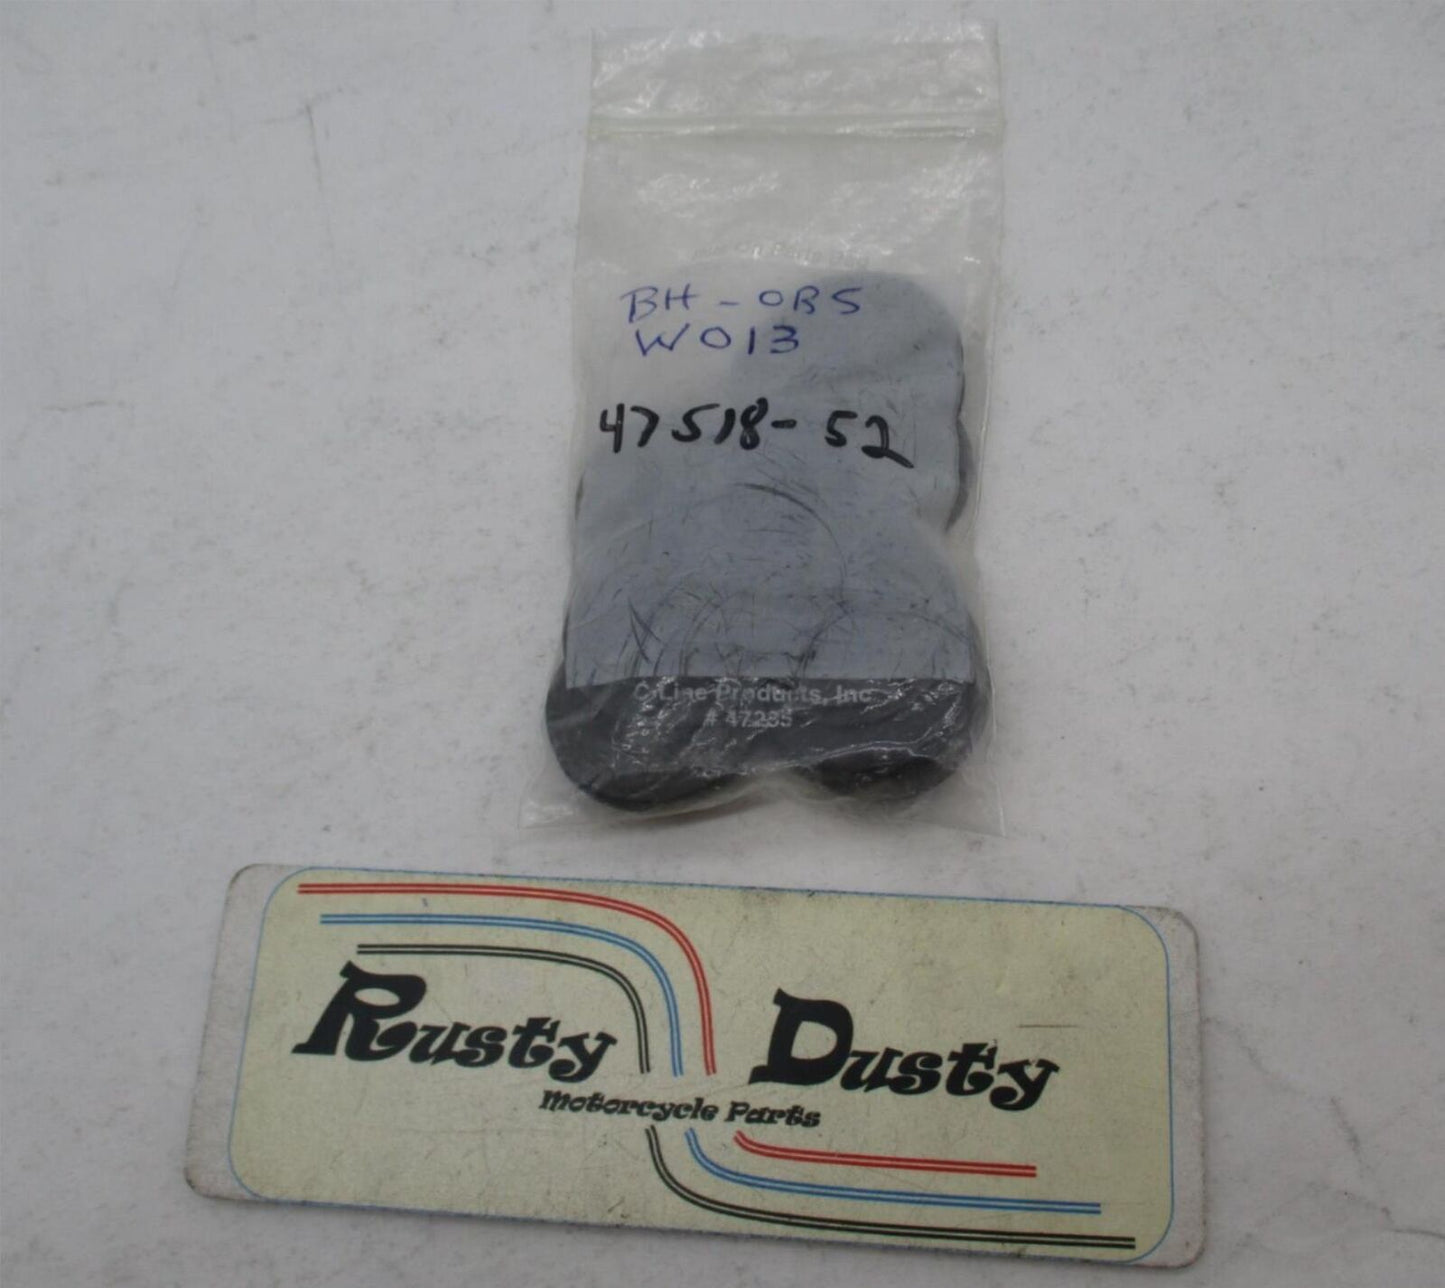 BH - OBS
W013
47518-52
C-Line Products, Inc
# 47235
Rusty Dusty
Motorcycle Parts